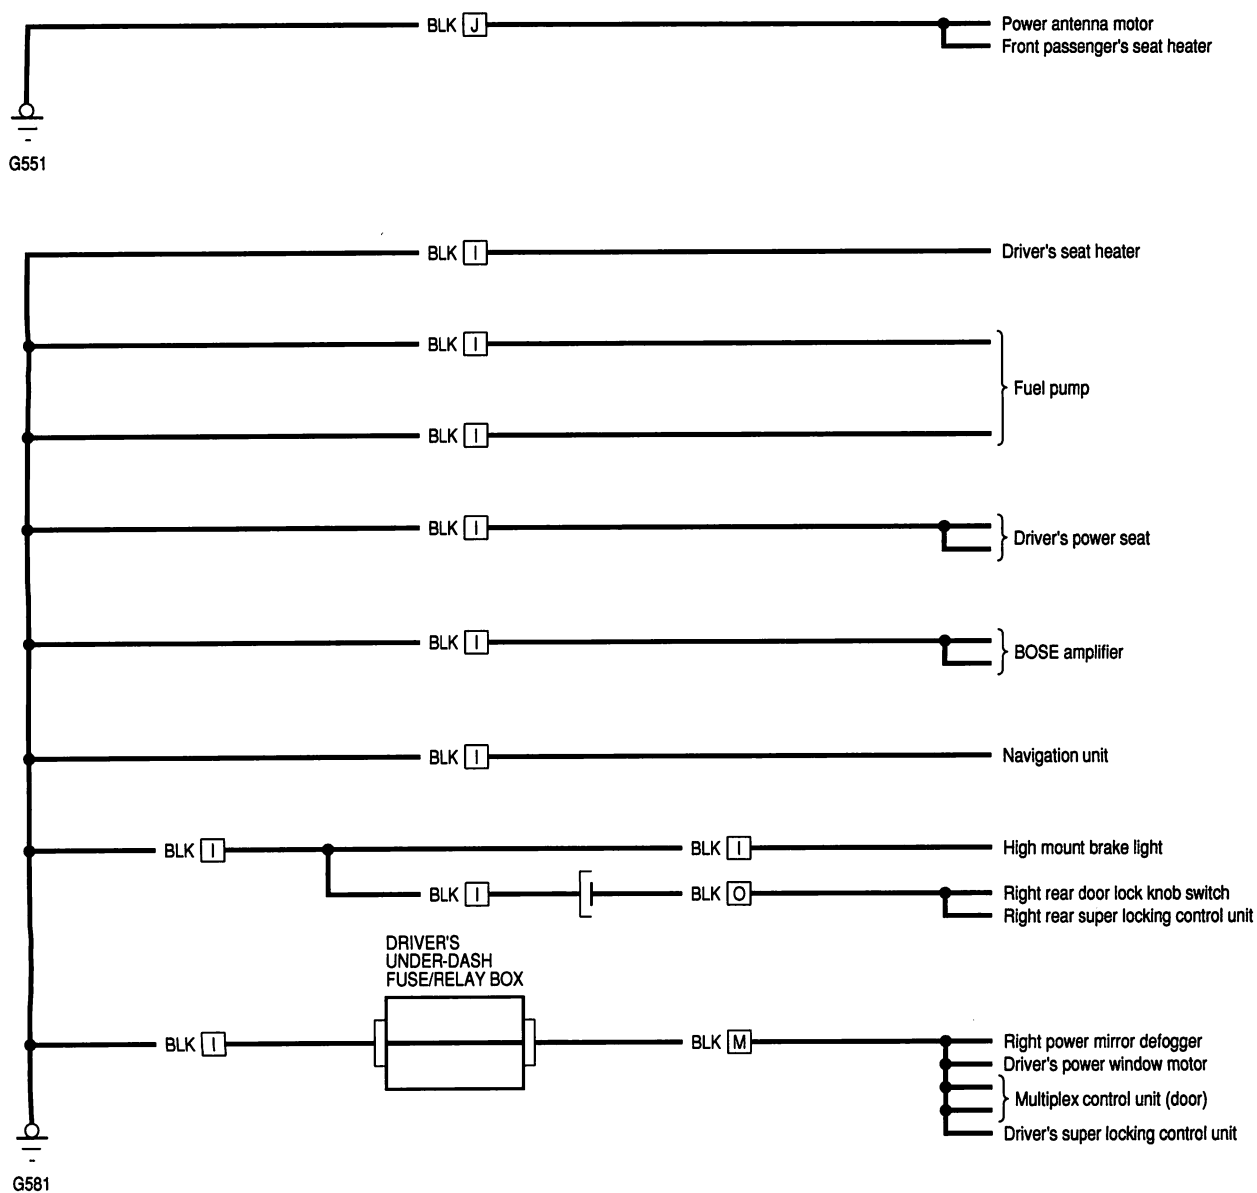 BLK J Power antenna motor
Front passenger's seat heater
G551
BLK I Driver's seat heater
BLK I
Fuel pump
BLK I
BLK I
Driver's power seat
BLK I
BOSE amplifier
BLK I Navigation unit
BLK I BLK I High mount brake light
BLK I BLK O Right rear door lock knob switch
Right rear super locking control unit
DRIVER'S
UNDER-DASH
FUSE/RELAY BOX
BLK I BLK M Right power mirror defogger
Driver's power window motor
Multiplex control unit (door)
Driver's super locking control unit
G581